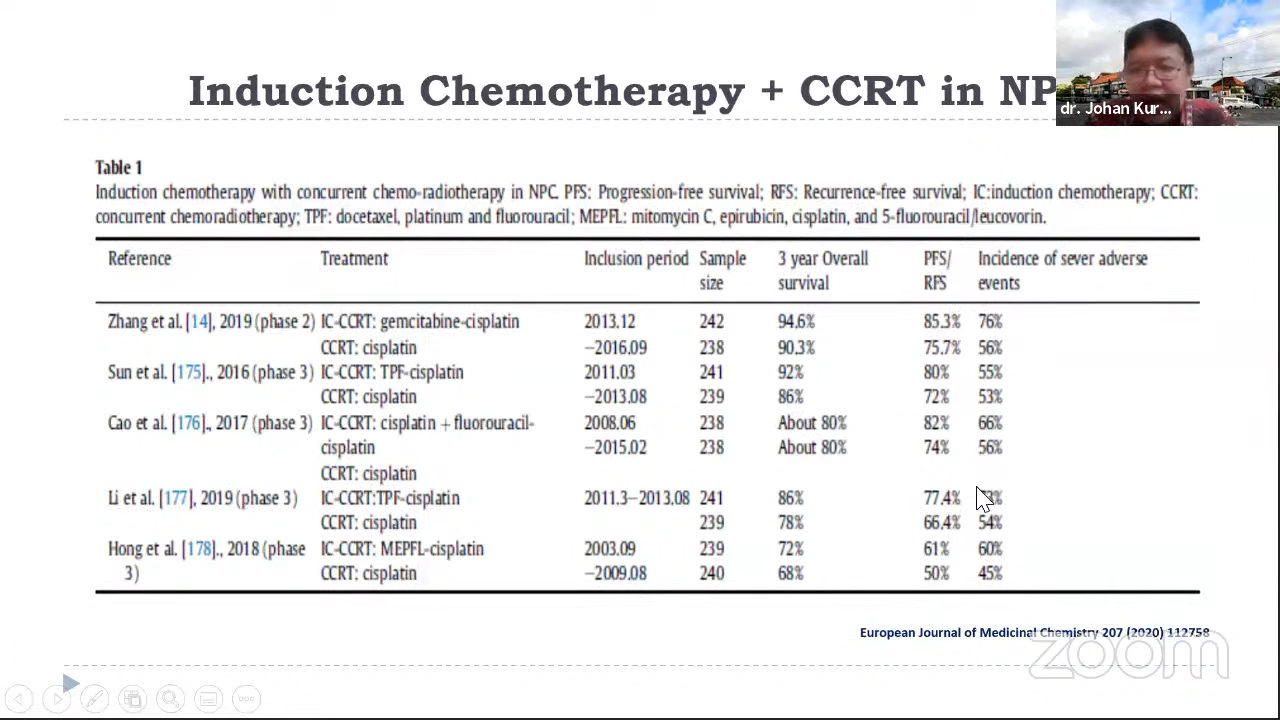 Induction Chemotherapy + CCRT in NP
dr. Johan Kur...
Table 1
Induction chemotherapy with concurrent chemo-radiotherapy in NPC. PFS: Progression-free survival; RFS: Recurrence-free survival; IC:induction chemotherapy; CCRT:
concurrent chemoradiotherapy; TPF: docetaxel, platinum and fluorouracil; MEPFL: mitomycin C, epirubicin, cisplatin, and 5-fluorouracil/leucovorin.
Reference Treatment Inclusion period Sample 3 year Overall PFS/ Incidence of sever adverse
size survival RFS events
Zhang et al. [14], 2019 (phase 2) IC-CCRT: gemcitabine-cisplatin 2013.12 242 94.6% 85.3% 76%
CCRT: cisplatin −2016.09 238 90.3% 75.7% 56%
Sun et al. [175]., 2016 (phase 3) IC-CCRT: TPF-cisplatin 2011.03 241 92% 80% 55%
CCRT: cisplatin −2013.08 239 86% 72% 53%
Cao et al. [176]., 2017 (phase 3) IC-CCRT: cisplatin + fluorouracil- 2008.06 238 About 80% 82% 66%
cisplatin −2015.02 238 About 80% 74% 56%
CCRT: cisplatin
Li et al. [177], 2019 (phase 3) IC-CCRT:TPF-cisplatin 2011.3−2013.08 241 86% 77.4%
CCRT: cisplatin 239 78% 66.4% 54%
Hong et al. [178]., 2018 (phase IC-CCRT: MEPFL-cisplatin 2003.09 239 72% 61% 60%
3) CCRT: cisplatin −2009.08 240 68% 50% 45%
European Journal of Medicinal Chemistry 207 (2020) 112758
zoom